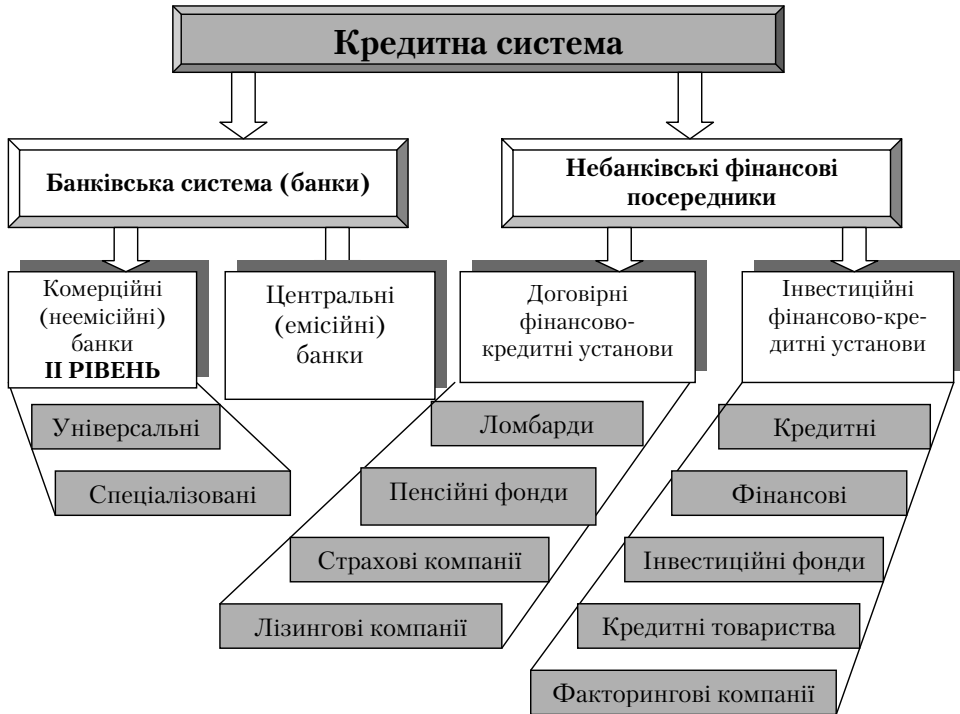 Кредитна система
Банківська система (банки)
Небанківські фінансові
посередники
Комерційні
(неемісійні)
банки
ІІ РІВЕНЬ
Центральні
(емісійні)
банки
Договірні
фінансово-
кредитні установи
Інвестиційні
фінансово-кре-
дитні установи
Універсальні
Спеціалізовані
Ломбарди
Пенсійні фонди
Страхові компанії
Лізингові компанії
Кредитні
Фінансові
Інвестиційні фонди
Кредитні товариства
Факторингові компанії